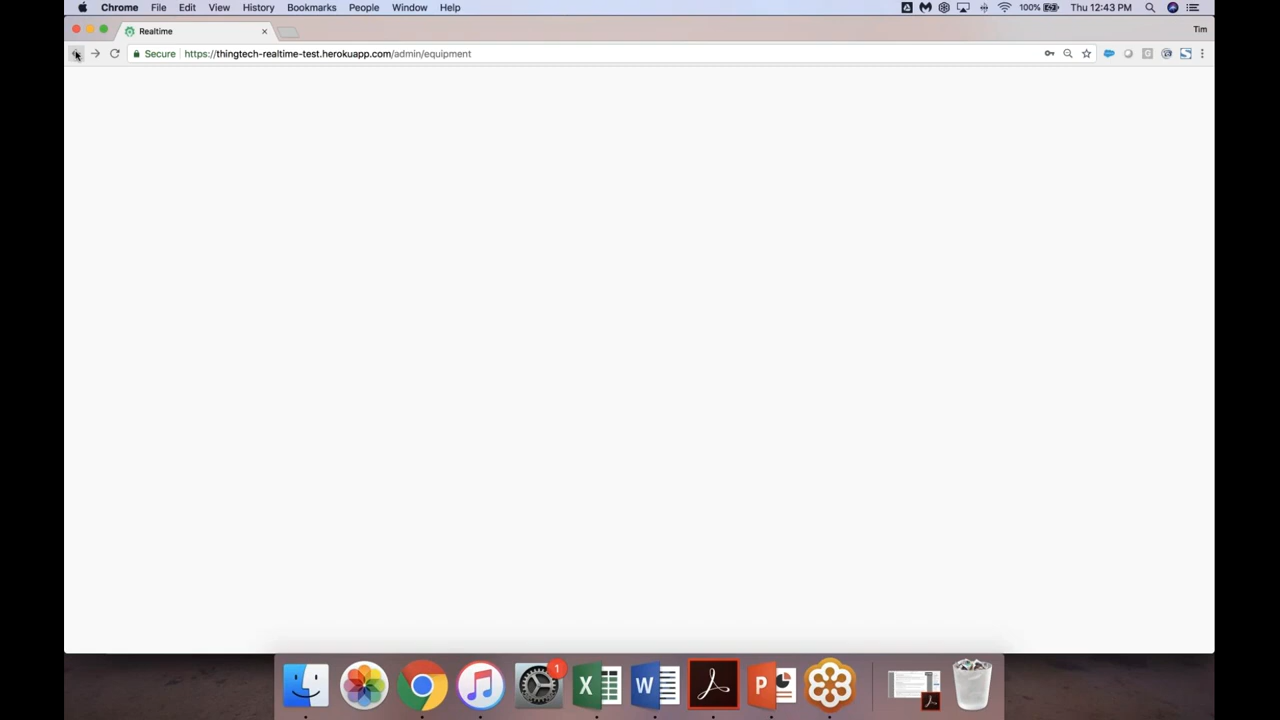 Chrome File Edit View History Bookmarks People Window Help 100% Thu 12:43 PM
Realtime Tim
Secure https://thingtech-realtime-test.herokuapp.com/admin/equipment
1
X W P